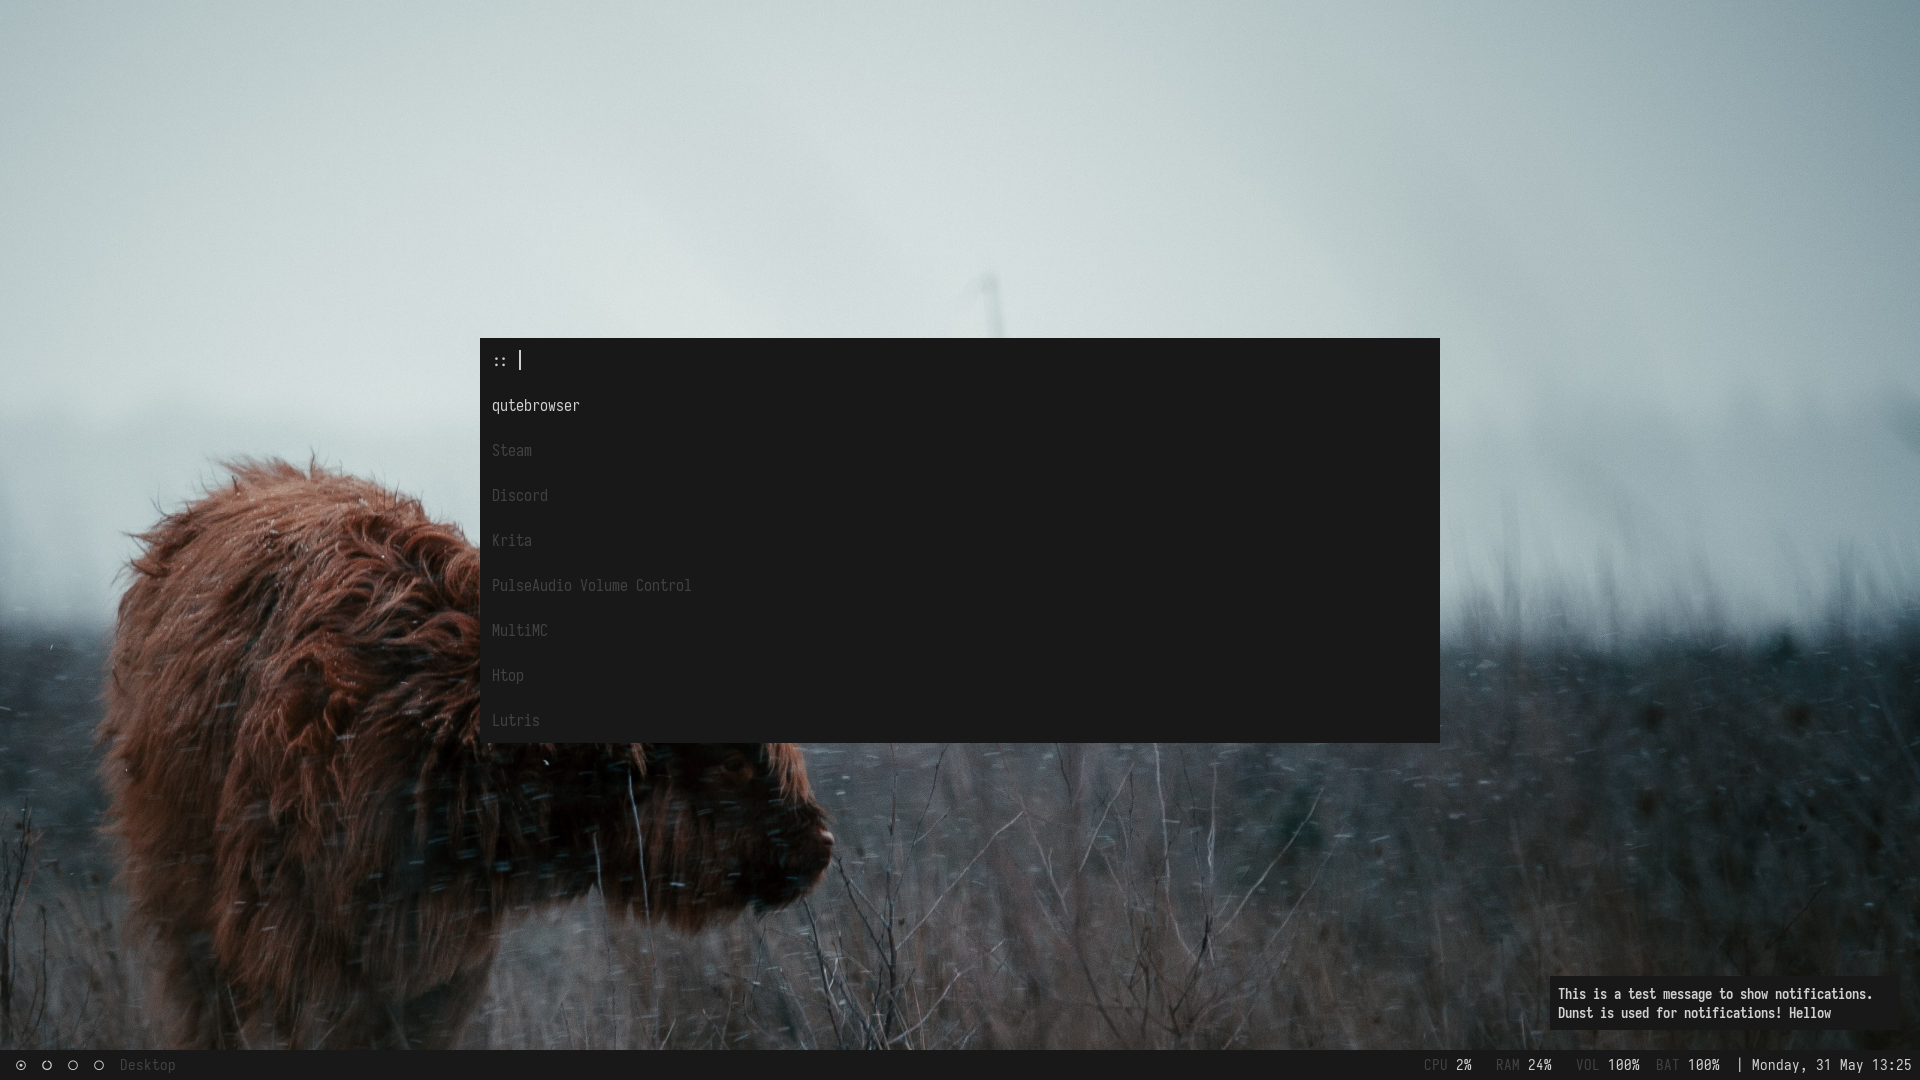 ::
qutebrowser
Steam
Discord
Krita
PulseAudio Volume Control
MultiMC
Htop
Lutris
This is a test message to show notifications.
Dunst is used for notifications! Hellow
Desktop
CPU 2% RAM 24% VOL 100% BAT 100% | Monday, 31 May 13:25